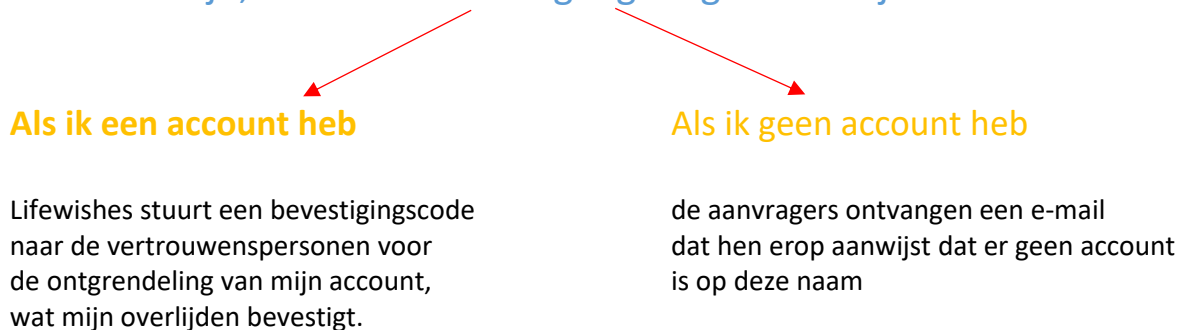 Als ik een account heb
Als ik geen account heb
Lifewishes stuurt een bevestigingscode
naar de vertrouwenspersonen voor
de ontgrendeling van mijn account,
wat mijn overlijden bevestigt.
de aanvragers ontvangen een e-mail
dat hen erop aanwijst dat er geen account
is op deze naam